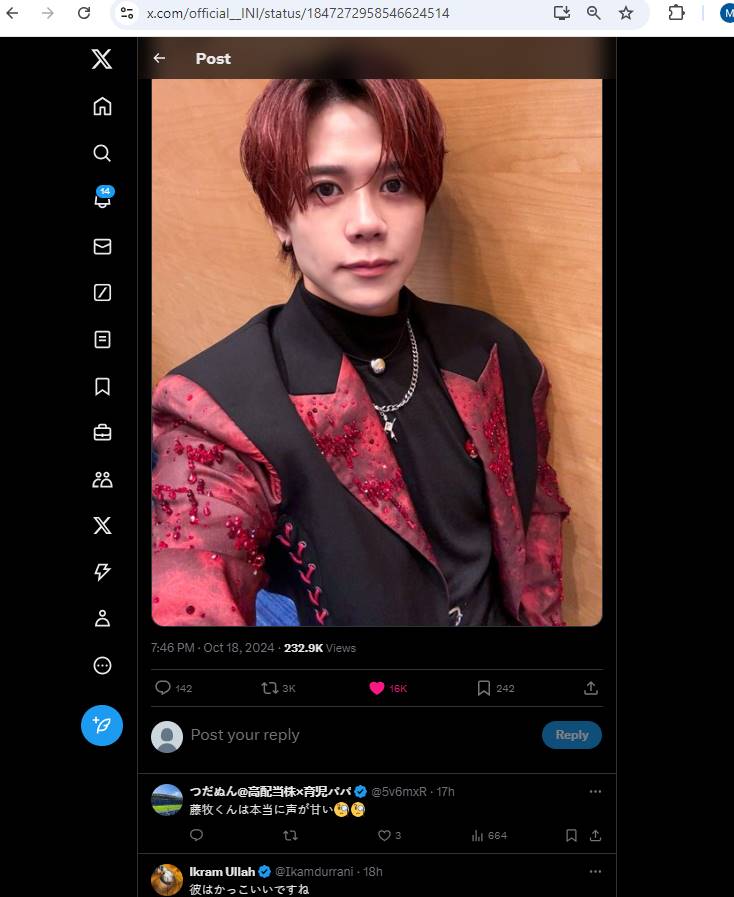 x.com/official__INI/status/1847272958546624514
M
Post
14
7:46 PM · Oct 18, 2024 · 232.9K Views
142 3K 16K 242
Post your reply
Reply
つだぬん@高配当株×育児パパ @5v6mxR · 17h
藤牧くんは本当に声が甘い🧐🧐
3 664
Ikram Ullah @Ikamdurrani · 18h
彼はかっこいいですね